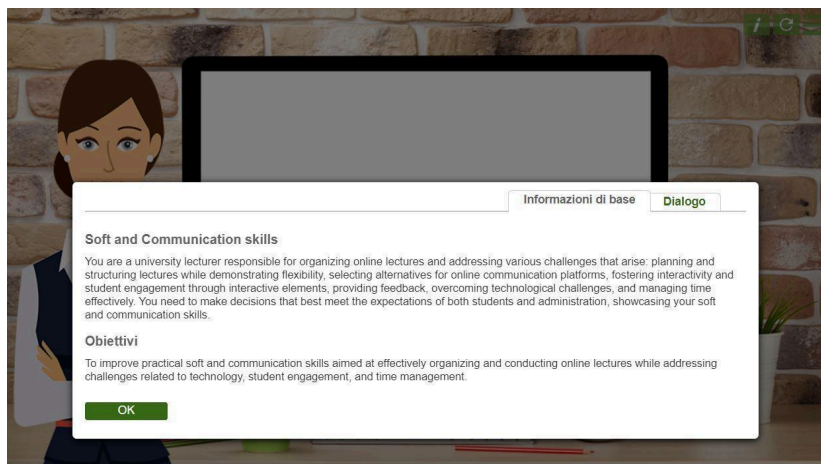 Informazioni di base
Dialogo
Soft and Communication skills
You are a university lecturer responsible for organizing online lectures and addressing various challenges that arise: planning and
structuring lectures while demonstrating flexibility, selecting alternatives for online communication platforms, fostering interactivity and
student engagement through interactive elements, providing feedback, overcoming technological challenges, and managing time
effectively. You need to make decisions that best meet the expectations of both students and administration, showcasing your soft
and communication skills.
Obiettivi
To improve practical soft and communication skills aimed at effectively organizing and conducting online lectures while addressing
challenges related to technology, student engagement, and time management.
OK